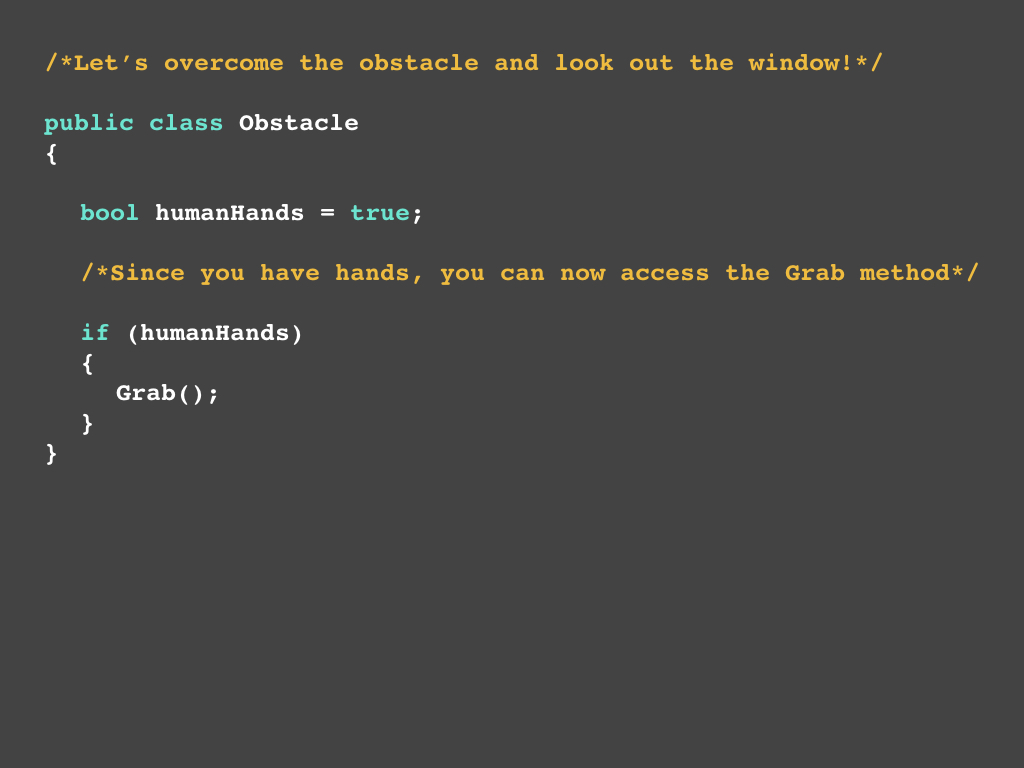 /*Let’s overcome the obstacle and look out the window!*/
public class Obstacle
{
bool humanHands = true;
/*Since you have hands, you can now access the Grab method*/
if (humanHands)
{
Grab();
}
}